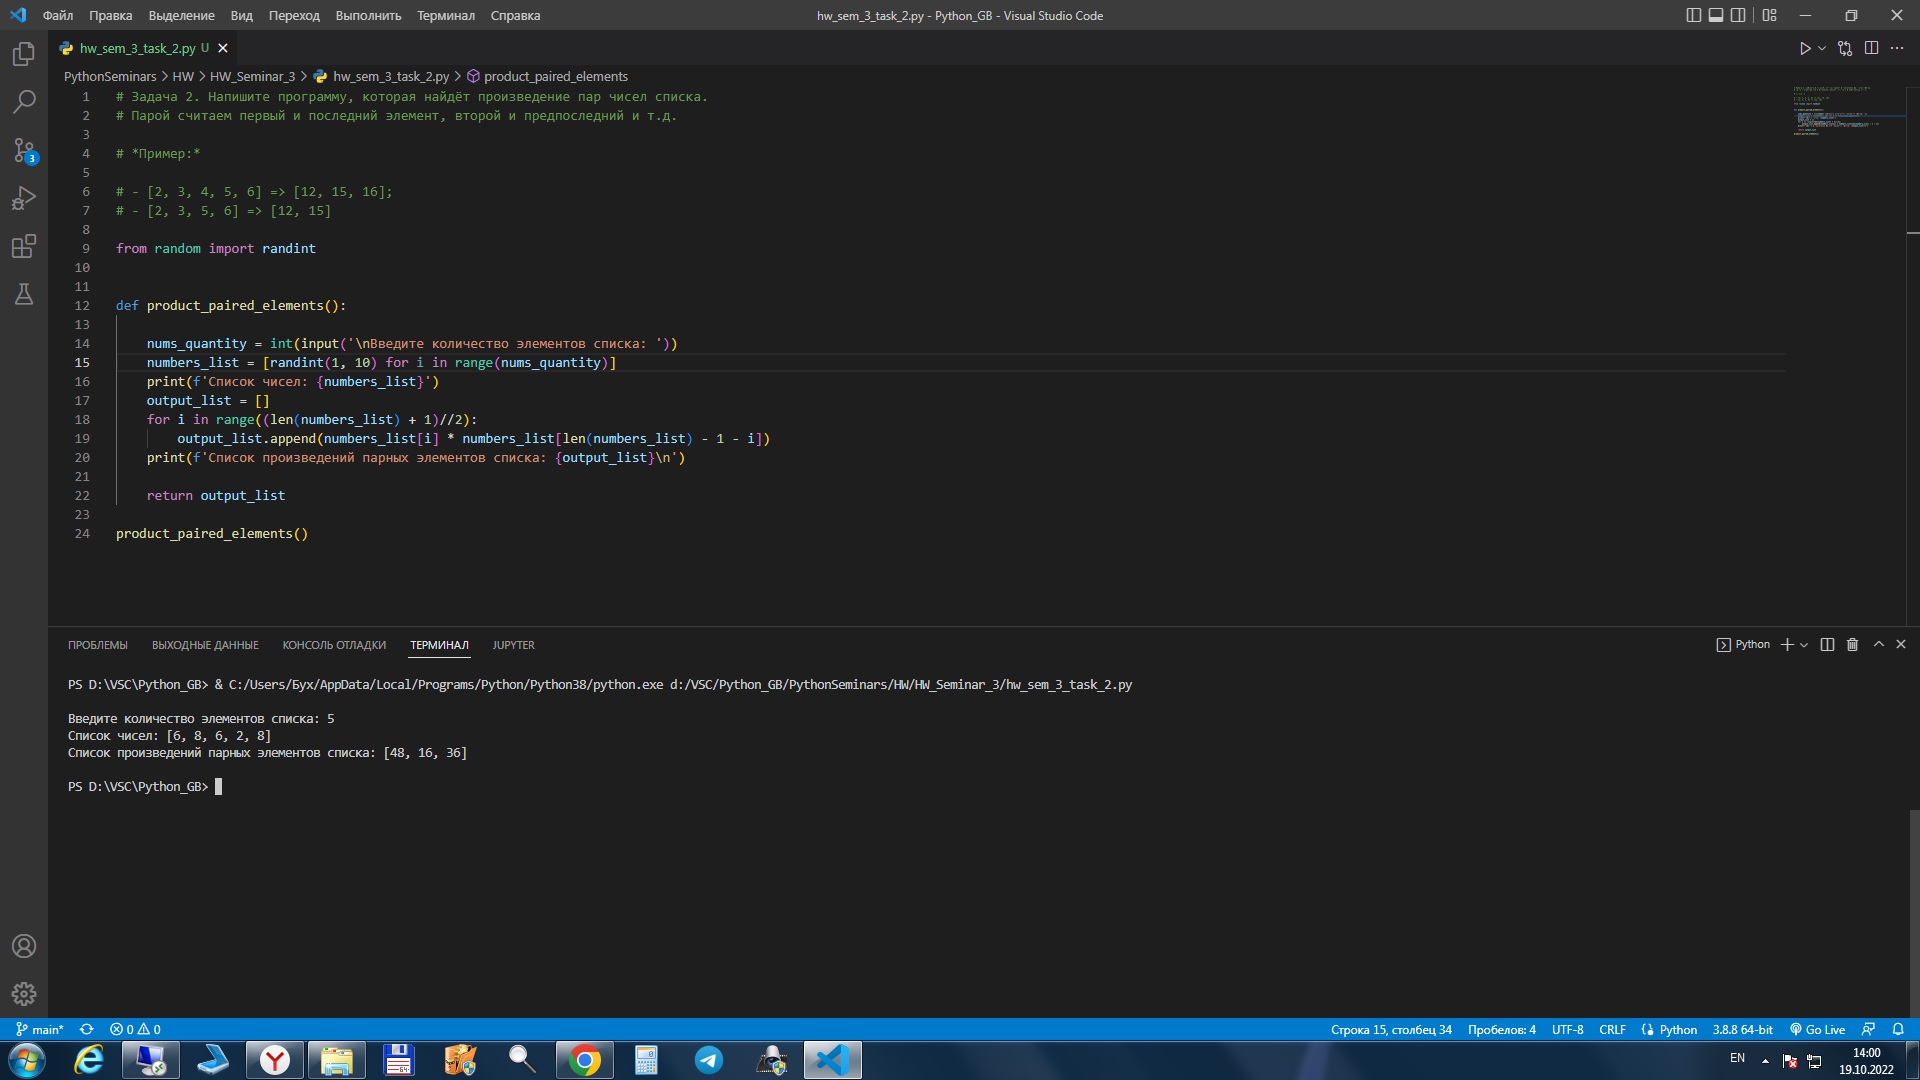 Файл Правка Выделение Вид Переход Выполнить Терминал Справка
hw_sem_3_task_2.py - Python_GB - Visual Studio Code
hw_sem_3_task_2.py U
PythonSeminars > HW > HW_Seminar_3 > hw_sem_3_task_2.py > product_paired_elements
1 # Задача 2. Напишите программу, которая найдёт произведение пар чисел списка.
2 # Парой считаем первый и последний элемент, второй и предпоследний и т.д.
3
4 # *Пример:*
5
6 # - [2, 3, 4, 5, 6] => [12, 15, 16];
7 # - [2, 3, 5, 6] => [12, 15]
8
9 from random import randint
10
11
12 def product_paired_elements():
13
14     nums_quantity = int(input('\nВведите количество элементов списка: '))
15     numbers_list = [randint(1, 10) for i in range(nums_quantity)]
16     print(f'Список чисел: {numbers_list}')
17     output_list = []
18     for i in range((len(numbers_list) + 1)//2):
19         output_list.append(numbers_list[i] * numbers_list[len(numbers_list) - 1 - i])
20     print(f'Список произведений парных элементов списка: {output_list}\n')
21
22     return output_list
23
24 product_paired_elements()
3
ПРОБЛЕМЫ ВЫХОДНЫЕ ДАННЫЕ КОНСОЛЬ ОТЛАДКИ ТЕРМИНАЛ JUPYTER
Python
PS D:\VSC\Python_GB> & C:/Users/Бух/AppData/Local/Programs/Python/Python38/python.exe d:/VSC/Python_GB/PythonSeminars/HW/HW_Seminar_3/hw_sem_3_task_2.py
Введите количество элементов списка: 5
Список чисел: [6, 8, 6, 2, 8]
Список произведений парных элементов списка: [48, 16, 36]
PS D:\VSC\Python_GB>
main* 0 0
Строка 15, столбец 34 Пробелов: 4 UTF-8 CRLF Python 3.8.8 64-bit Go Live
EN
14:00
19.10.2022